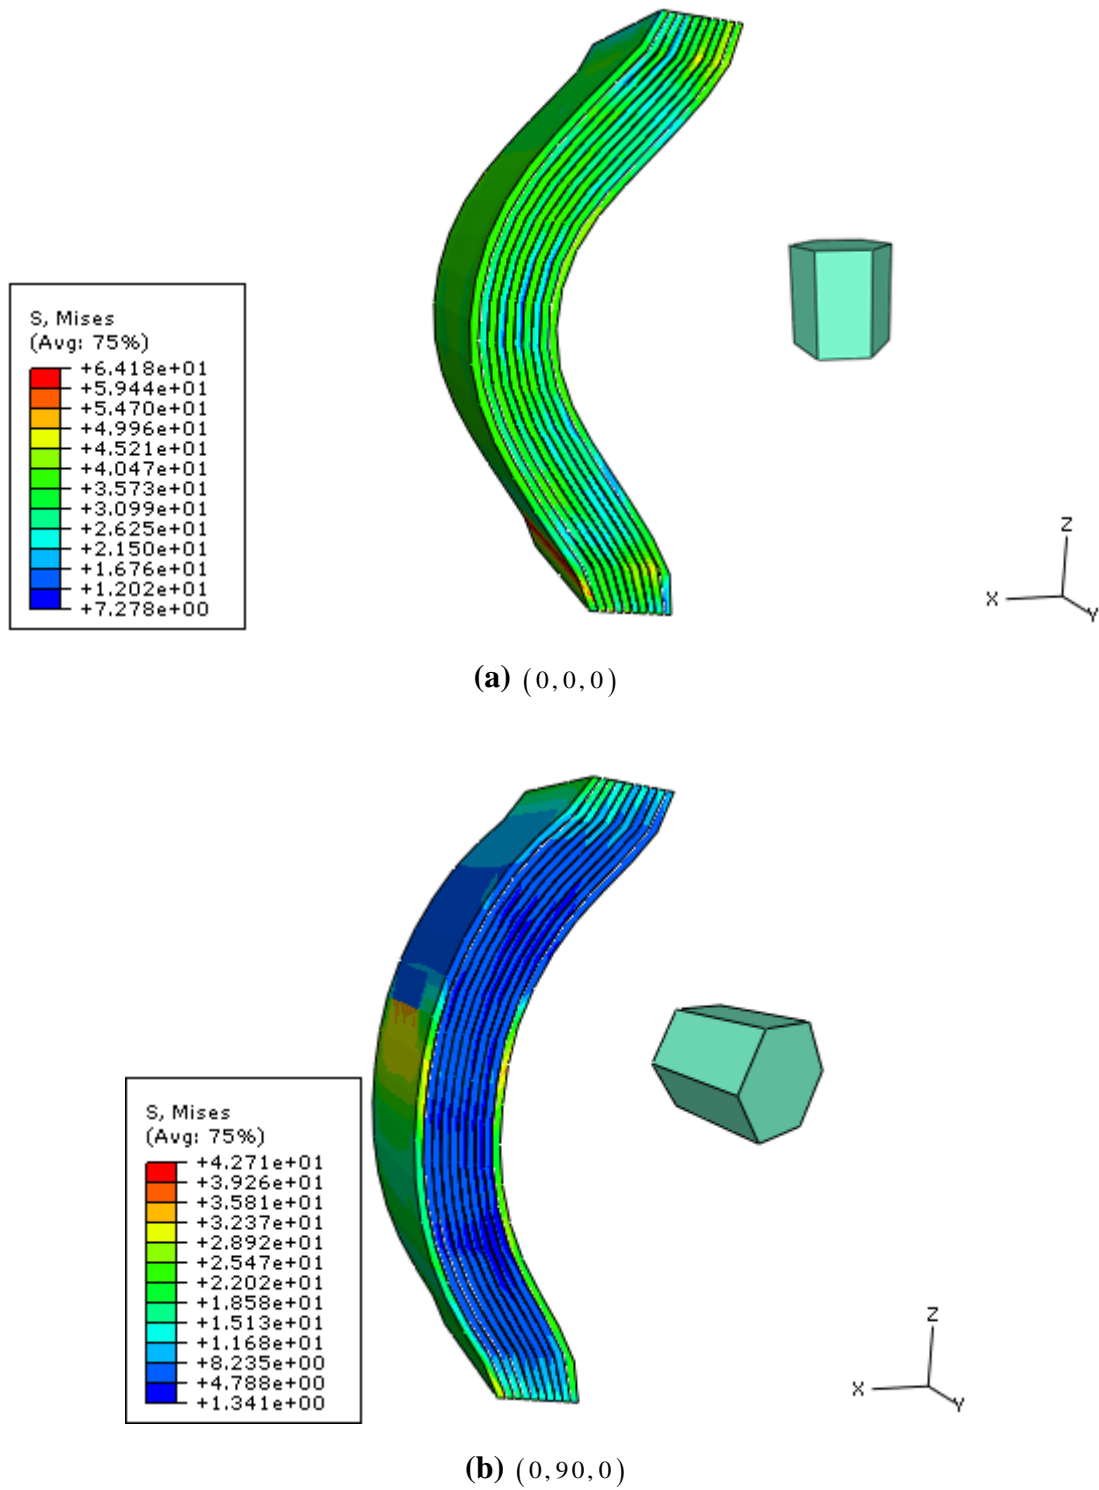 S, Mises
(Avg: 75%)
+6.418e+01
+5.944e+01
+5.470e+01
+4.996e+01
+4.521e+01
+4.047e+01
+3.573e+01
+3.099e+01
+2.625e+01
+2.150e+01
+1.676e+01
+1.202e+01
+7.278e+00
Z
X
Y
(a) (0,0,0)
S, Mises
(Avg: 75%)
+4.271e+01
+3.926e+01
+3.581e+01
+3.237e+01
+2.892e+01
+2.547e+01
+2.202e+01
+1.858e+01
+1.513e+01
+1.168e+01
+8.235e+00
+4.788e+00
+1.341e+00
Z
X
Y
(b) (0,90,0)